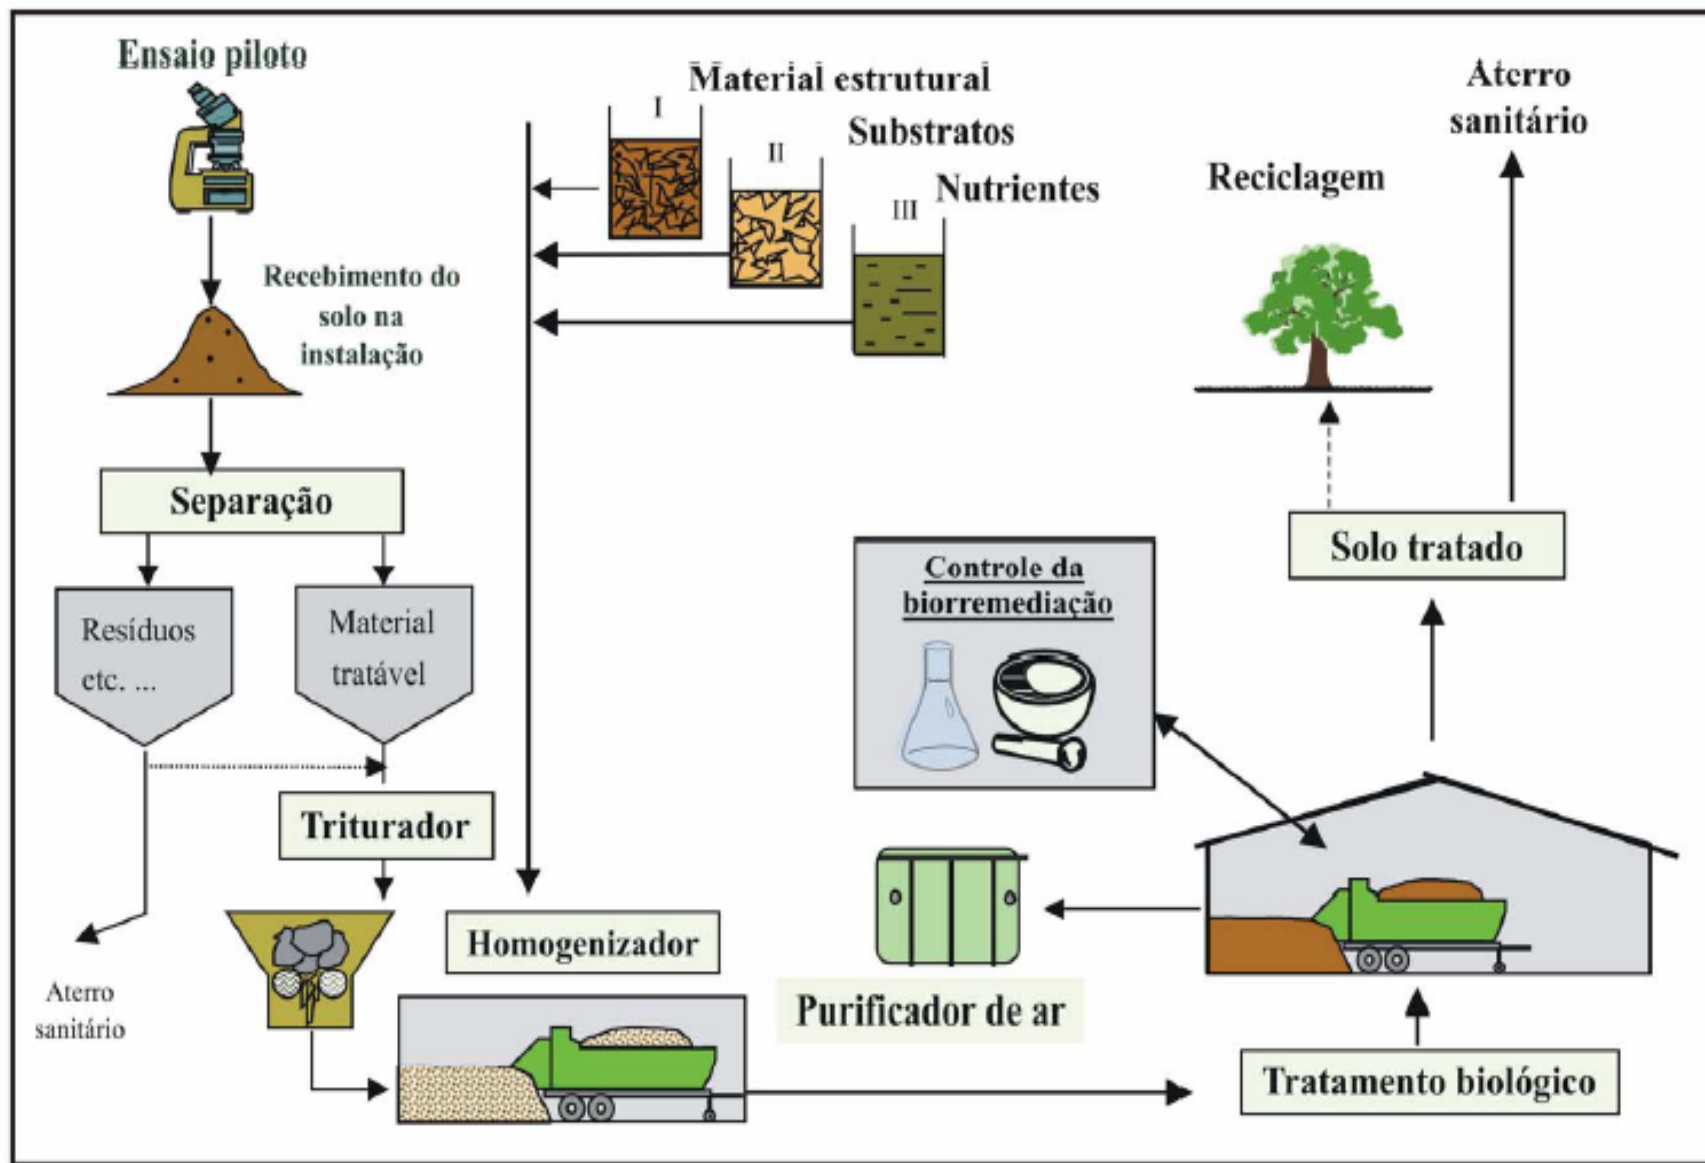 Ensaio piloto
Recebimento do
solo na
instalação
Separação
Resíduos
etc. ...
Material
tratável
Triturador
Aterro
sanitário
Material estrutural
I
Substratos
II
Nutrientes
III
Homogenizador
Controle da
biorremediação
Purificador de ar
Tratamento biológico
Solo tratado
Reciclagem
Aterro
sanitário